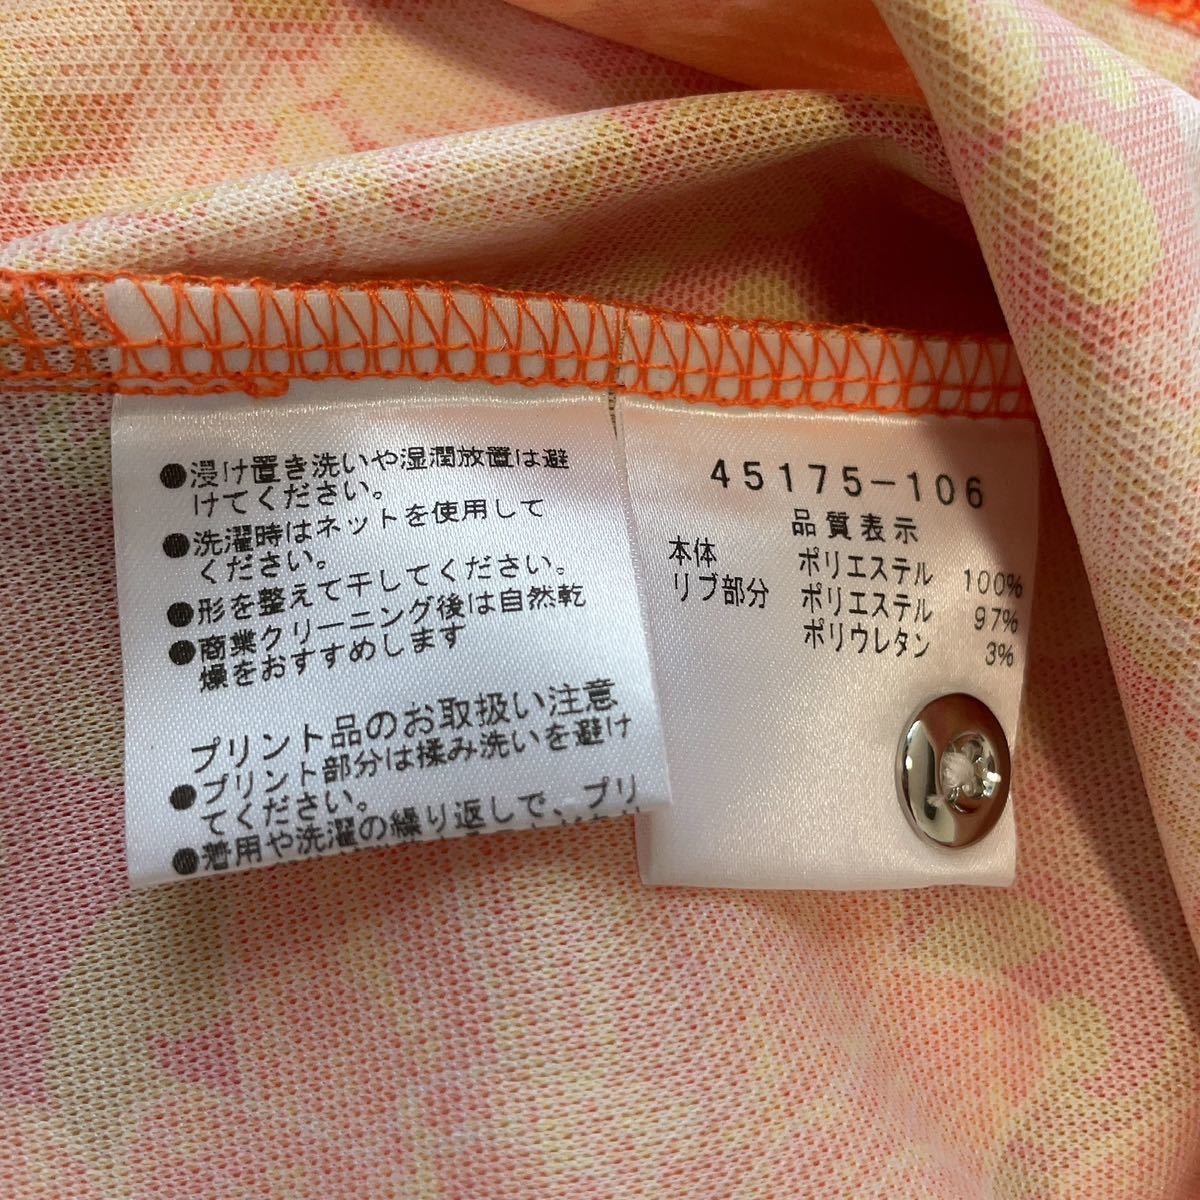 ●浸け置き洗いや湿潤放置は避
けてください。
●洗濯時はネットを使用して
ください。
●形を整えて干してください。
●商業クリーニング後は自然乾
燥をおすすめします
プリント品のお取扱い注意
●プリント部分は揉み洗いを避け
てください。
●着用や洗濯の繰り返しで、プリ
45175-106
品質表示
本体 ポリエステル 100%
リブ部分 ポリエステル 97%
ポリウレタン 3%